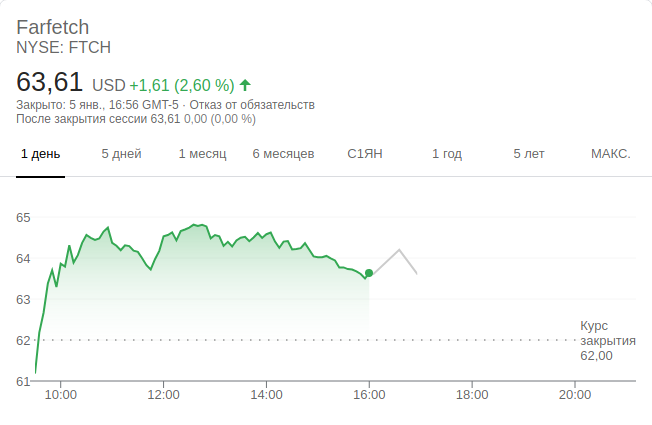 Farfetch
NYSE: FTCH
63,61 USD +1,61 (2,60 %)
Закрыто: 5 янв., 16:56 GMT-5 · Отказ от обязательств
После закрытия сессии 63,61 0,00 (0,00 %)
1 день 5 дней 1 месяц 6 месяцев С1ЯН 1 год 5 лет МАКС.
65
64
63
62
61
Курс
закрытия
62,00
10:00 12:00 14:00 16:00 18:00 20:00